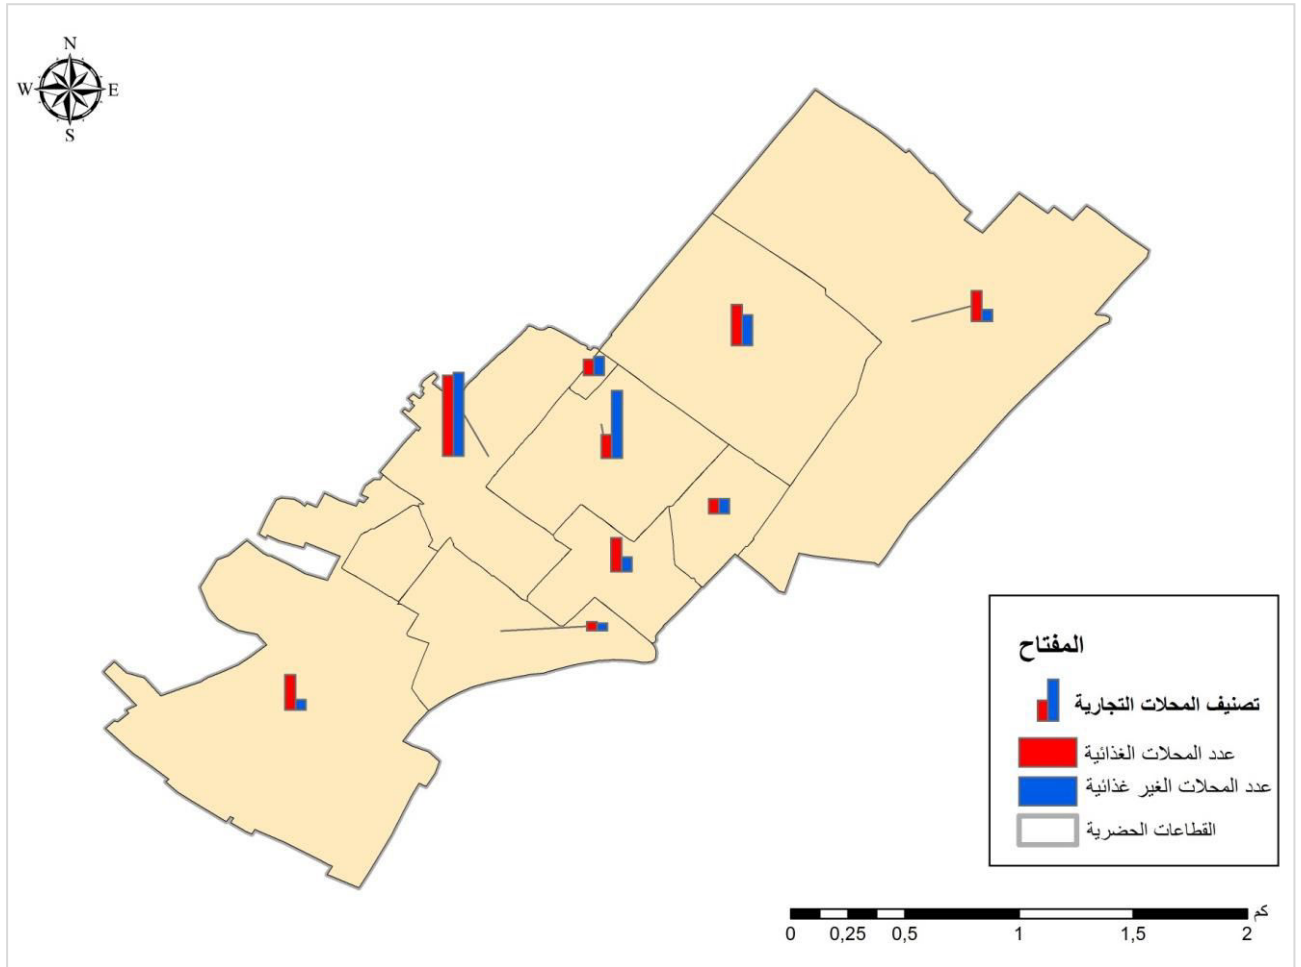 N
W E
S
المفتاح
تصنيف المحلات التجارية
عدد المحلات الغذائية
عدد المحلات الغير غذائية
القطاعات الحضرية
كم
0 0,25 0,5 1 1,5 2